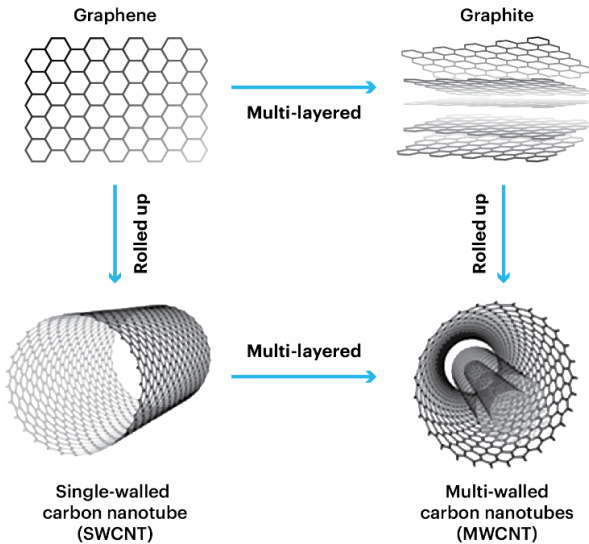 Graphene
Graphite
Multi-layered
Rolled up
Rolled up
Multi-layered
Single-walled
carbon nanotube
(SWCNT)
Multi-walled
carbon nanotubes
(MWCNT)